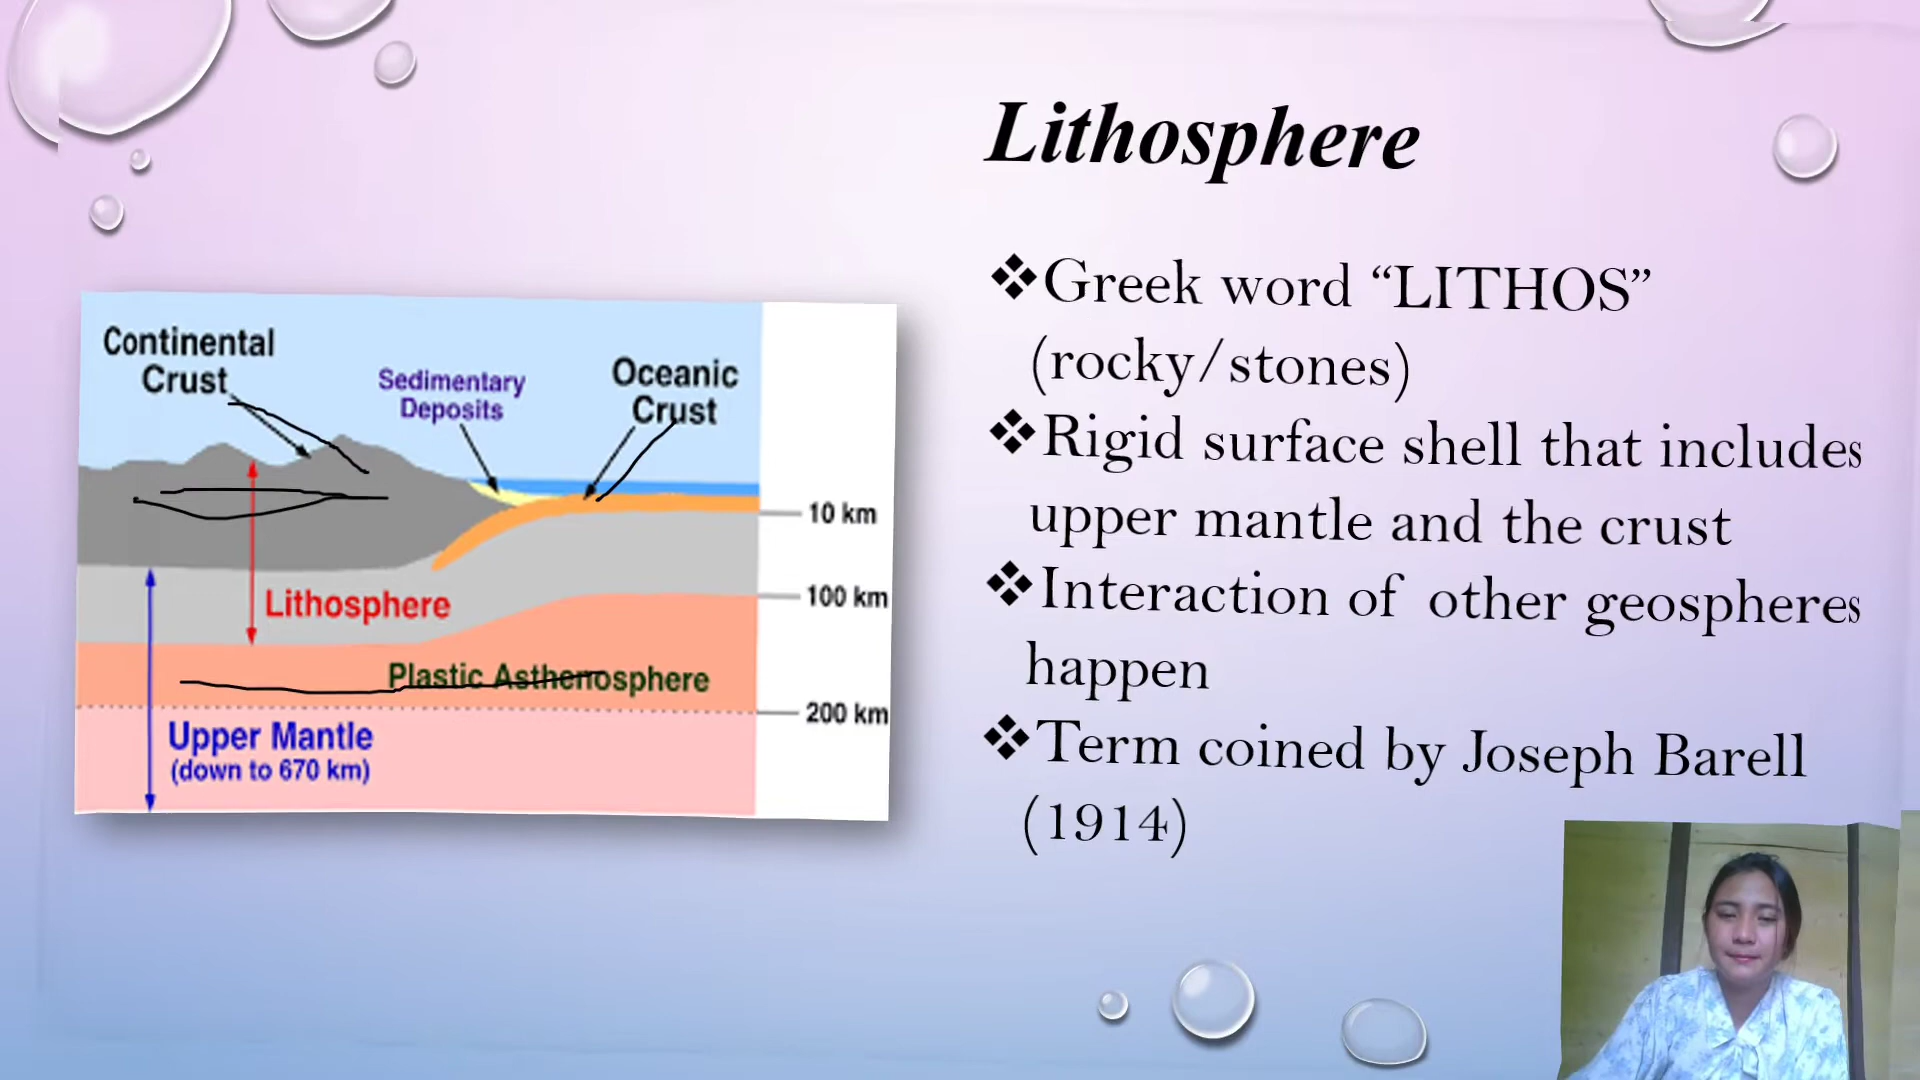 Lithosphere
❖Greek word “LITHOS”
(rocky/stones)
❖Rigid surface shell that includes
upper mantle and the crust
❖Interaction of other geospheres
happen
❖Term coined by Joseph Barell
(1914)
Continental
Crust
Sedimentary
Deposits
Oceanic
Crust
10 km
Lithosphere
100 km
Plastic Asthenosphere
200 km
Upper Mantle
(down to 670 km)